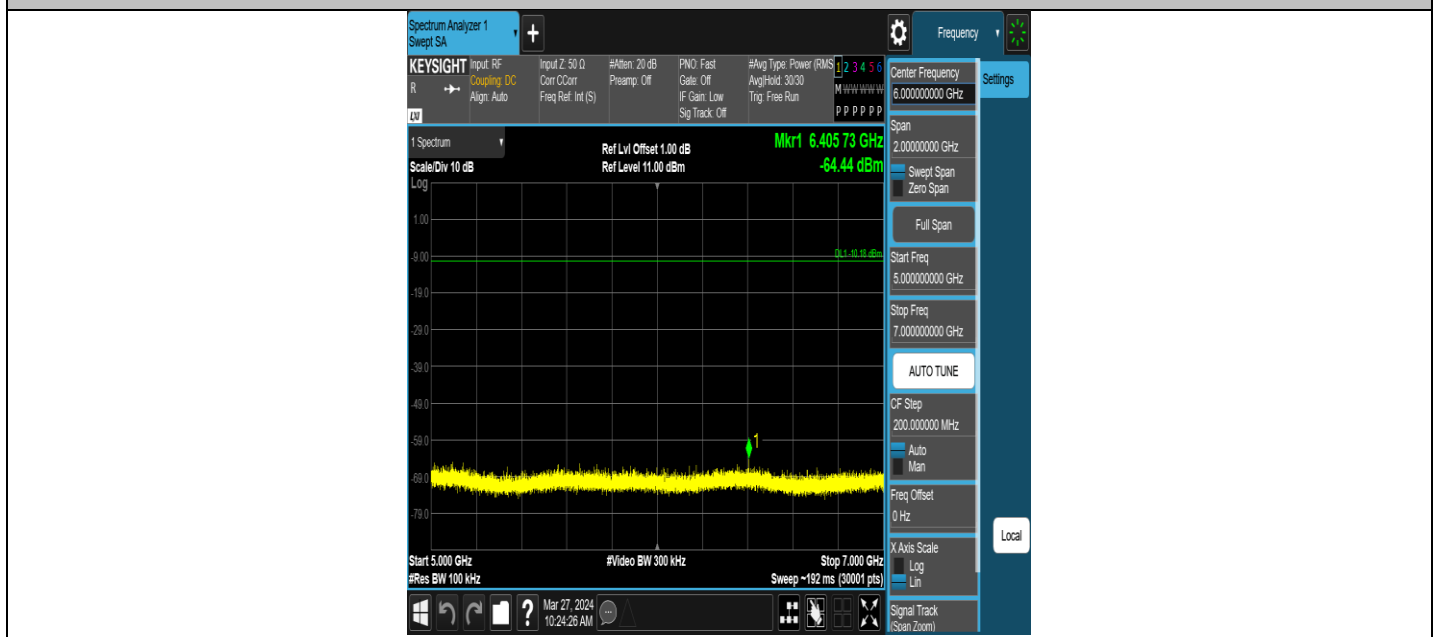 Spectrum Analyzer 1
Swept SA
+
Frequency
KEYSIGHT
R
LXI
Input: RF
Coupling: DC
Align: Auto
Input Z: 50 Ω
Corr CCorr
Freq Ref: Int (S)
#Atten: 20 dB
Preamp: Off
PNO: Fast
Gate: Off
IF Gain: Low
Sig Track: Off
#Avg Type: Power (RMS
Avg|Hold: 30/30
Trig: Free Run
1 2 3 4 5 6
M W W W W W
P P P P P P
1 Spectrum
Scale/Div 10 dB
Log
Ref Lvl Offset 1.00 dB
Ref Level 11.00 dBm
Mkr1 6.405 73 GHz
-64.44 dBm
1.00
-9.00
-19.0
-29.0
-39.0
-49.0
-59.0
-69.0
-79.0
DL1 -10.18 dBm
1
Start 5.000 GHz
#Res BW 100 kHz
#Video BW 300 kHz
Stop 7.000 GHz
Sweep ~192 ms (30001 pts)
?
Mar 27, 2024
10:24:26 AM
Center Frequency
6.000000000 GHz
Span
2.00000000 GHz
Swept Span
Zero Span
Full Span
Start Freq
5.000000000 GHz
Stop Freq
7.000000000 GHz
AUTO TUNE
CF Step
200.000000 MHz
Auto
Man
Freq Offset
0 Hz
X Axis Scale
Log
Lin
Signal Track
(Span Zoom)
Settings
Local